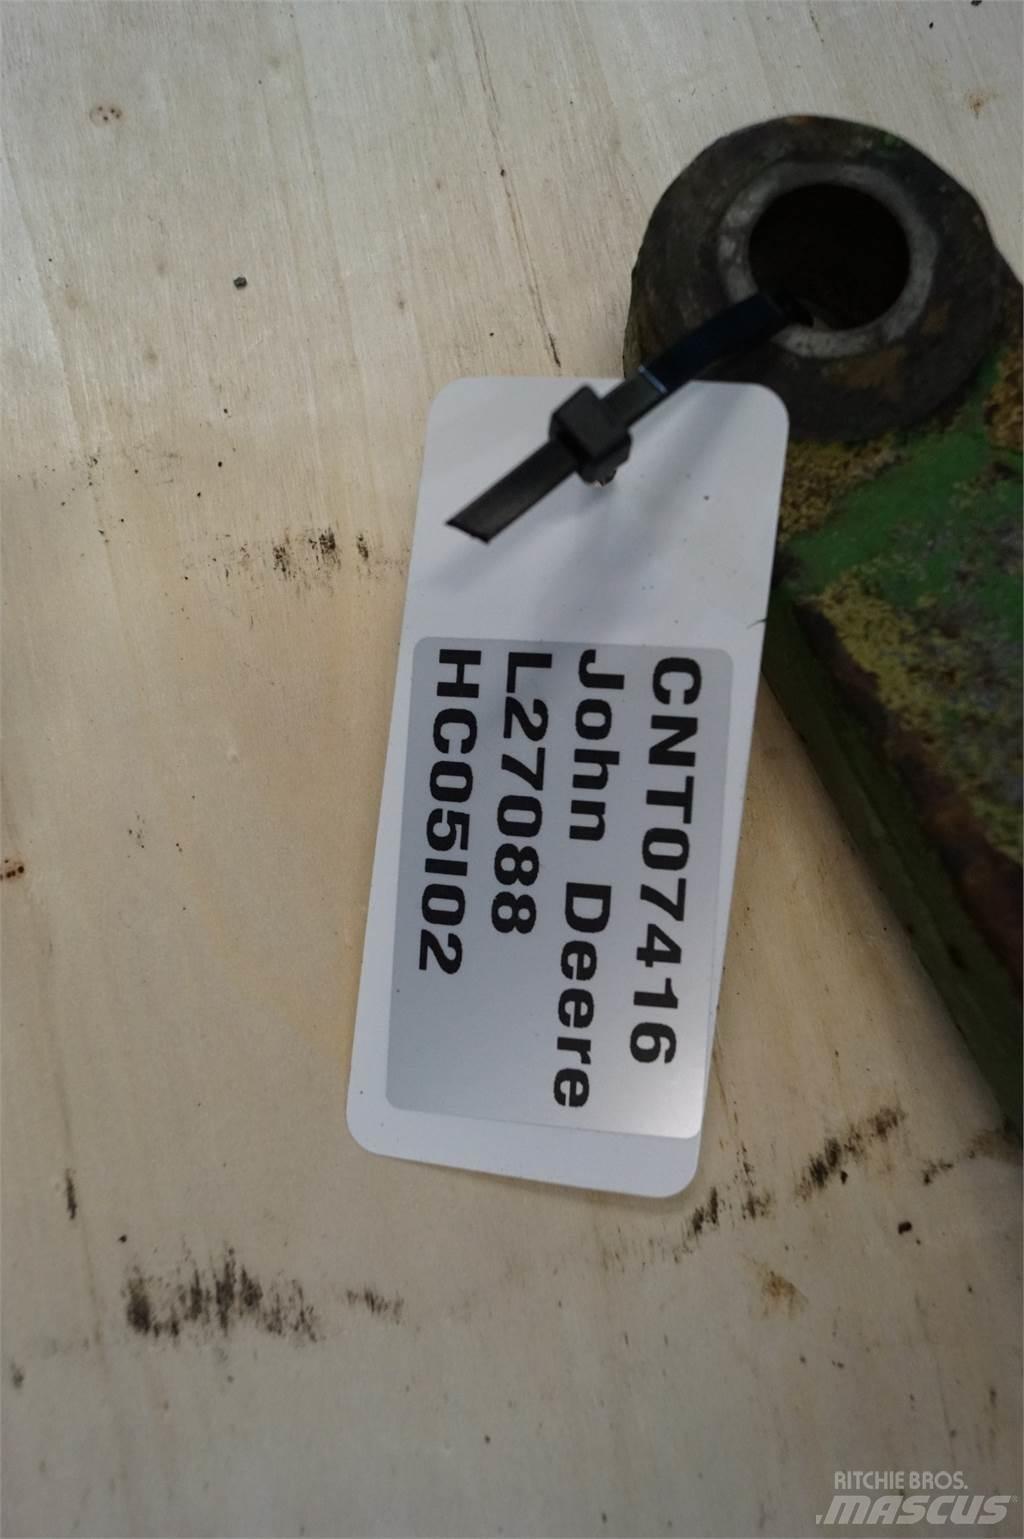 CNT07416
John Deere
L27088
HC05I02
RITCHIE BROS.
MASCUS